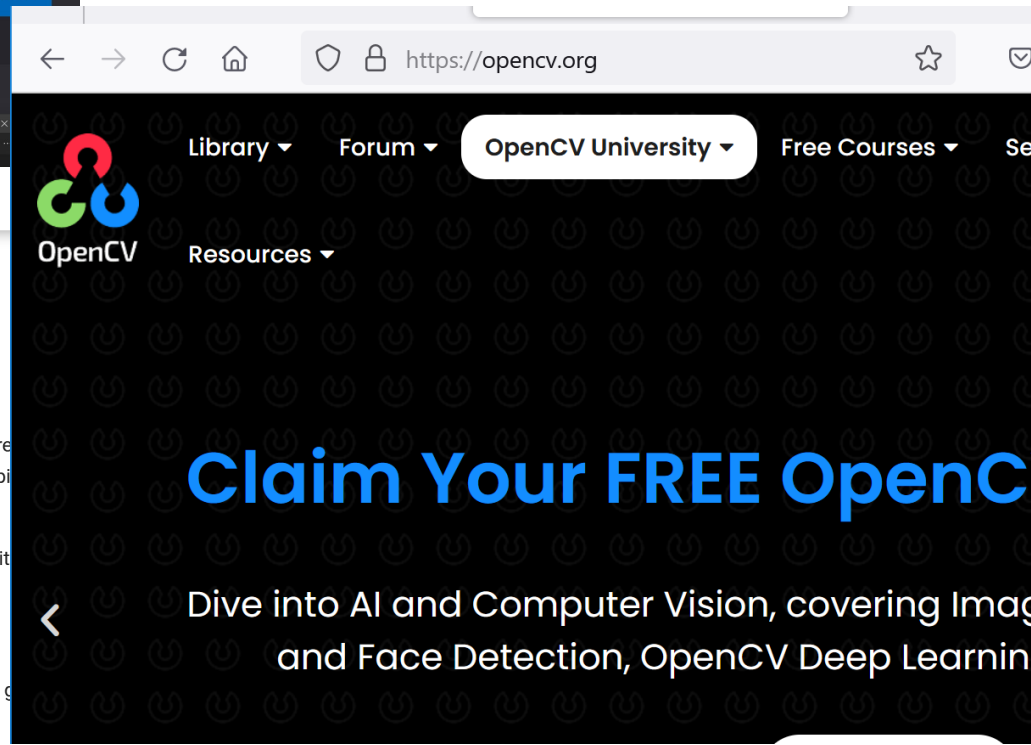 https://opencv.org
Library Forum OpenCV University Free Courses Se
OpenCV
Resources
Claim Your FREE OpenC
Dive into AI and Computer Vision, covering Imag
and Face Detection, OpenCV Deep Learnin